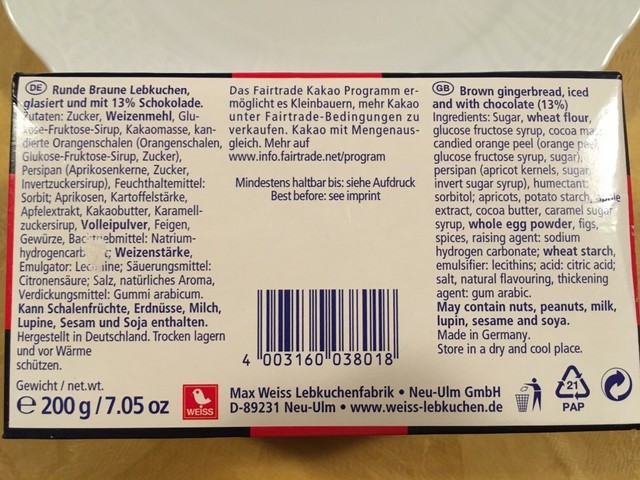 DE Runde Braune Lebkuchen,
glasiert und mit 13% Schokolade.
Zutaten: Zucker, Weizenmehl, Glu-
kose-Fruktose-Sirup, Kakaomasse, kan-
dierte Orangenschalen (Orangenschalen,
Glukose-Fruktose-Sirup, Zucker),
Persipan (Aprikosenkerne, Zucker,
Invertzuckersirup), Feuchthaltemittel:
Sorbit; Aprikosen, Kartoffelstärke,
Apfelextrakt, Kakaobutter, Karamell-
zuckersirup, Volleipulver, Feigen,
Gewürze, Backtriebmittel: Natrium-
hydrogencarb c; Weizenstärke,
Emulgator: Lecithine; Säuerungsmittel:
Citronensäure; Salz, natürliches Aroma,
Verdickungsmittel: Gummi arabicum.
Kann Schalenfrüchte, Erdnüsse, Milch,
Lupine, Sesam und Soja enthalten.
Hergestellt in Deutschland. Trocken lagern
und vor Wärme
schützen.
Gewicht / net.wt.
e 200 g / 7.05 oz
Das Fairtrade Kakao Programm er-
möglicht es Kleinbauern, mehr Kakao
unter Fairtrade-Bedingungen zu
verkaufen. Kakao mit Mengenaus-
gleich. Mehr auf
www.info.fairtrade.net/program
Mindestens haltbar bis: siehe Aufdruck
Best before: see imprint
4 003160 038018
WEISS
Max Weiss Lebkuchenfabrik • Neu-Ulm GmbH
D-89231 Neu-Ulm • www.weiss-lebkuchen.de
GB Brown gingerbread, iced
and with chocolate (13%)
Ingredients: Sugar, wheat flour,
glucose fructose syrup, cocoa mass,
candied orange peel (orange peel,
glucose fructose syrup, sugar),
persipan (apricot kernels, sugar,
invert sugar syrup), humectant:
sorbitol; apricots, potato starch, apple
extract, cocoa butter, caramel sugar
syrup, whole egg powder, figs,
spices, raising agent: sodium
hydrogen carbonate; wheat starch,
emulsifier: lecithins; acid: citric acid;
salt, natural flavouring, thickening
agent: gum arabic.
May contain nuts, peanuts, milk,
lupin, sesame and soya.
Made in Germany.
Store in a dry and cool place.
21
PAP